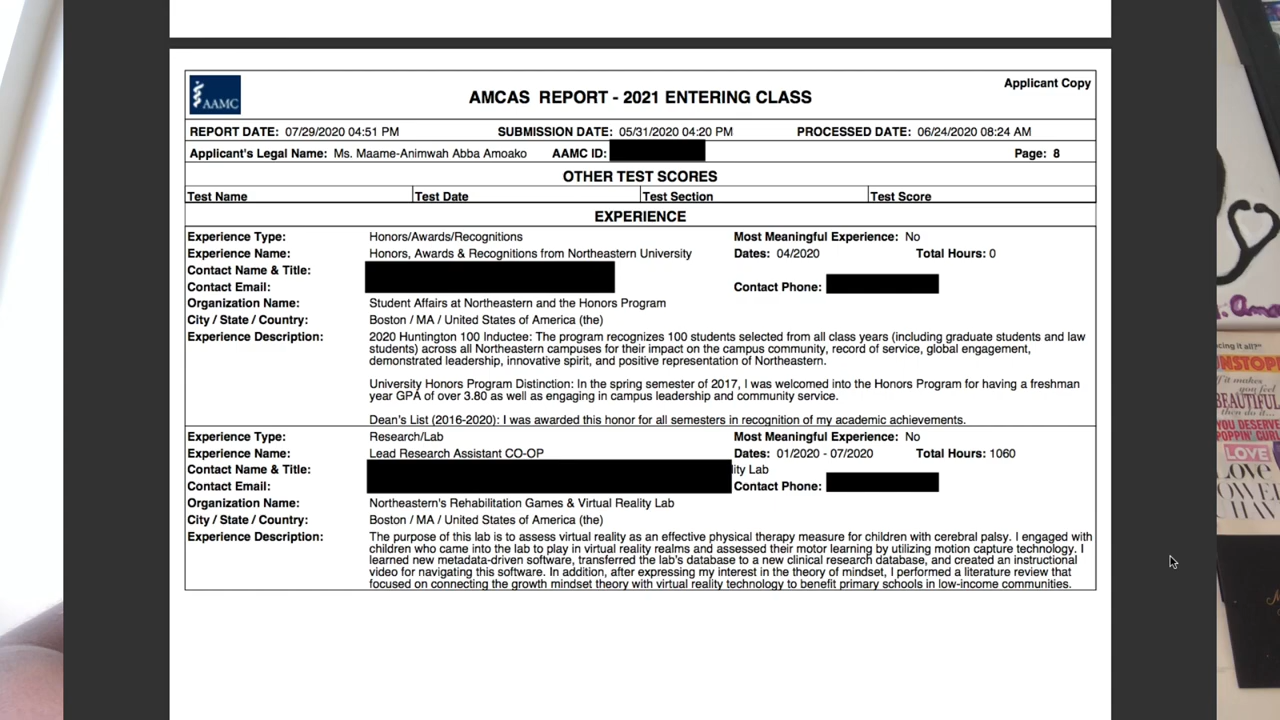 AAMC
Applicant Copy
AMCAS REPORT - 2021 ENTERING CLASS
REPORT DATE: 07/29/2020 04:51 PM SUBMISSION DATE: 05/31/2020 04:20 PM PROCESSED DATE: 06/24/2020 08:24 AM
Applicant's Legal Name: Ms. Maame-Animwah Abba Amoako AAMC ID: Page: 8
OTHER TEST SCORES
Test Name Test Date Test Section Test Score
EXPERIENCE
Experience Type: Honors/Awards/Recognitions Most Meaningful Experience: No
Experience Name: Honors, Awards & Recognitions from Northeastern University Dates: 04/2020 Total Hours: 0
Contact Name & Title:
Contact Email: Contact Phone:
Organization Name: Student Affairs at Northeastern and the Honors Program
City / State / Country: Boston / MA / United States of America (the)
Experience Description: 2020 Huntington 100 Inductee: The program recognizes 100 students selected from all class years (including graduate students and law
students) across all Northeastern campuses for their impact on the campus community, record of service, global engagement,
demonstrated leadership, innovative spirit, and positive representation of Northeastern.
University Honors Program Distinction: In the spring semester of 2017, I was welcomed into the Honors Program for having a freshman
year GPA of over 3.80 as well as engaging in campus leadership and community service.
Dean's List (2016-2020): I was awarded this honor for all semesters in recognition of my academic achievements.
Experience Type: Research/Lab Most Meaningful Experience: No
Experience Name: Lead Research Assistant CO-OP Dates: 01/2020 - 07/2020 Total Hours: 1060
Contact Name & Title: lity Lab
Contact Email: Contact Phone:
Organization Name: Northeastern's Rehabilitation Games & Virtual Reality Lab
City / State / Country: Boston / MA / United States of America (the)
Experience Description: The purpose of this lab is to assess virtual reality as an effective physical therapy measure for children with cerebral palsy. I engaged with
children who came into the lab to play in virtual reality realms and assessed their motor learning by utilizing motion capture technology. I
learned new metadata-driven software, transferred the lab's database to a new clinical research database, and created an instructional
video for navigating this software. In addition, after expressing my interest in the theory of mindset, I performed a literature review that
focused on connecting the growth mindset theory with virtual reality technology to benefit primary schools in low-income communities.
cing it all?"
UNSTOP
if it makes
you feel
BEAUTIFUL
then do it...
YOU DESERVE
POPPIN' CURL
LOVE